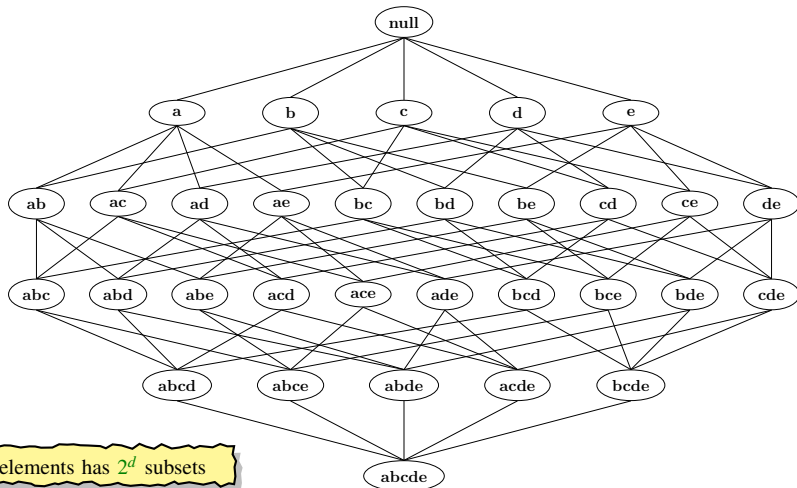 null
a b c d e
ab ac ad ae bc bd be cd ce de
abc abd abe acd ace ade bcd bce bde cde
abcd abce abde acde bcde
elements has 2^d subsets
abcde